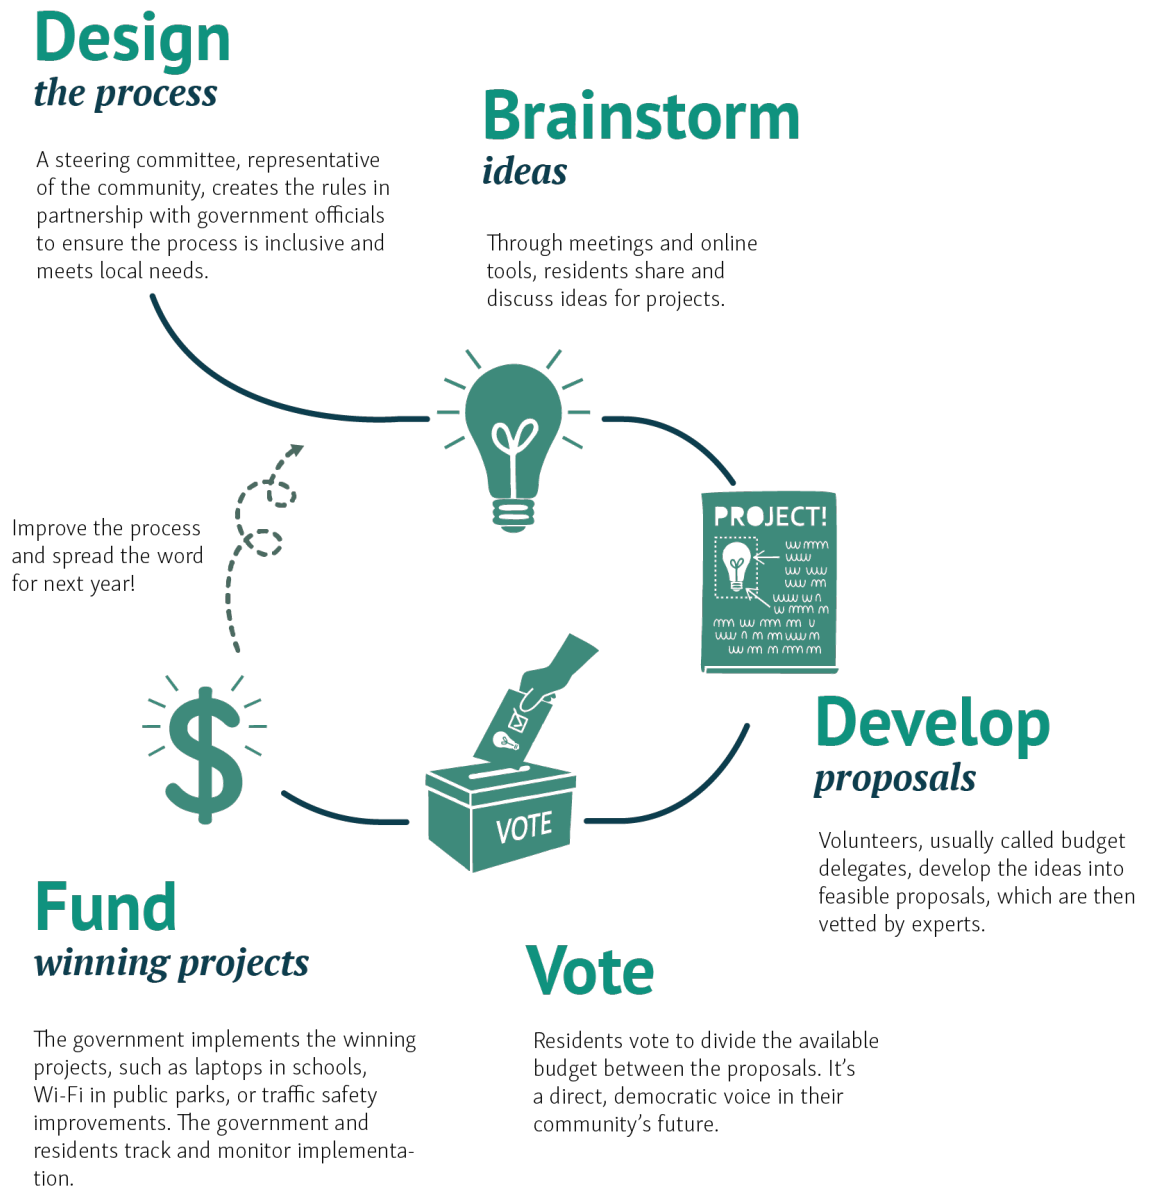 Design
the process
A steering committee, representative
of the community, creates the rules in
partnership with government officials
to ensure the process is inclusive and
meets local needs.
Brainstorm
ideas
Through meetings and online
tools, residents share and
discuss ideas for projects.
Improve the process
and spread the word
for next year!
PROJECT!
Develop
proposals
Volunteers, usually called budget
delegates, develop the ideas into
feasible proposals, which are then
vetted by experts.
VOTE
Vote
Residents vote to divide the available
budget between the proposals. It’s
a direct, democratic voice in their
community’s future.
Fund
winning projects
The government implements the winning
projects, such as laptops in schools,
Wi-Fi in public parks, or traffic safety
improvements. The government and
residents track and monitor implementa-
tion.